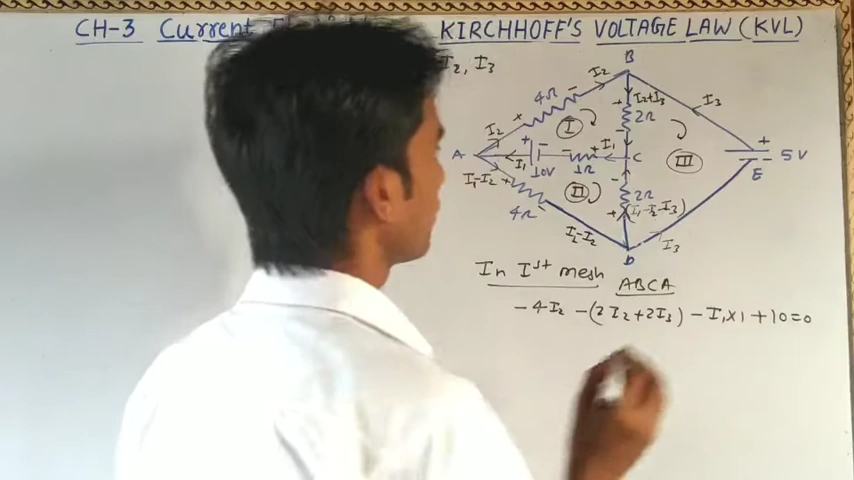 CH-3 Current KIRCHHOFF'S VOLTAGE LAW (KVL)
I2, I3
B
I2
4Ω
- 
+
I2
I2+I3
+
2Ω
-
I3
I
III
+
-
5V
E
A
I1
+
-
10V
-
+
1Ω
I1
C
I1-I2
+
4Ω
II
-
2Ω
+
(I1-I2-I3)
I1-I2
I3
D
In Ist mesh ABCA
-4I2 -(2I2+2I3) -I1x1 +10=0